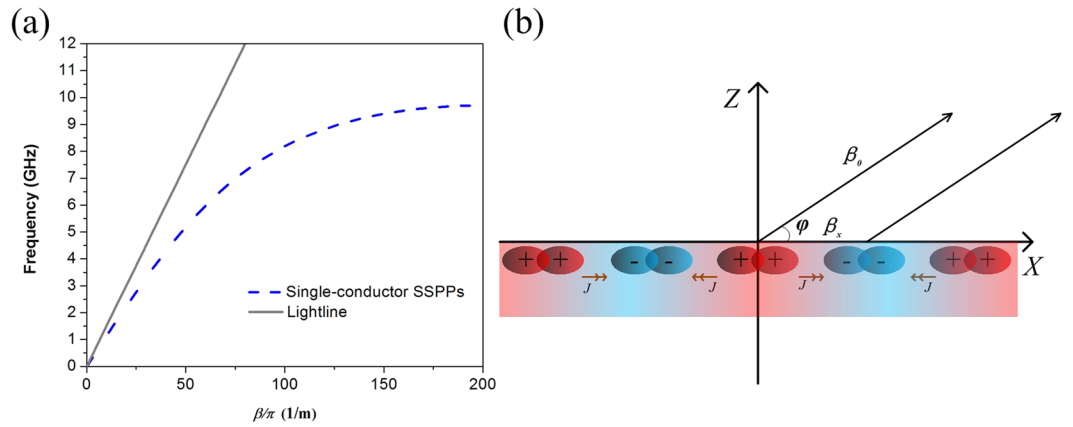 (a)
12
11
10
9
8
7
6
5
4
3
2
1
0
Frequency (GHz)
Single-conductor SSPPs
Lightline
0 50 100 150 200
β/π (1/m)
(b)
Z
β₀
φ βₓ
X
+ + - - + + - - + +
J J J J